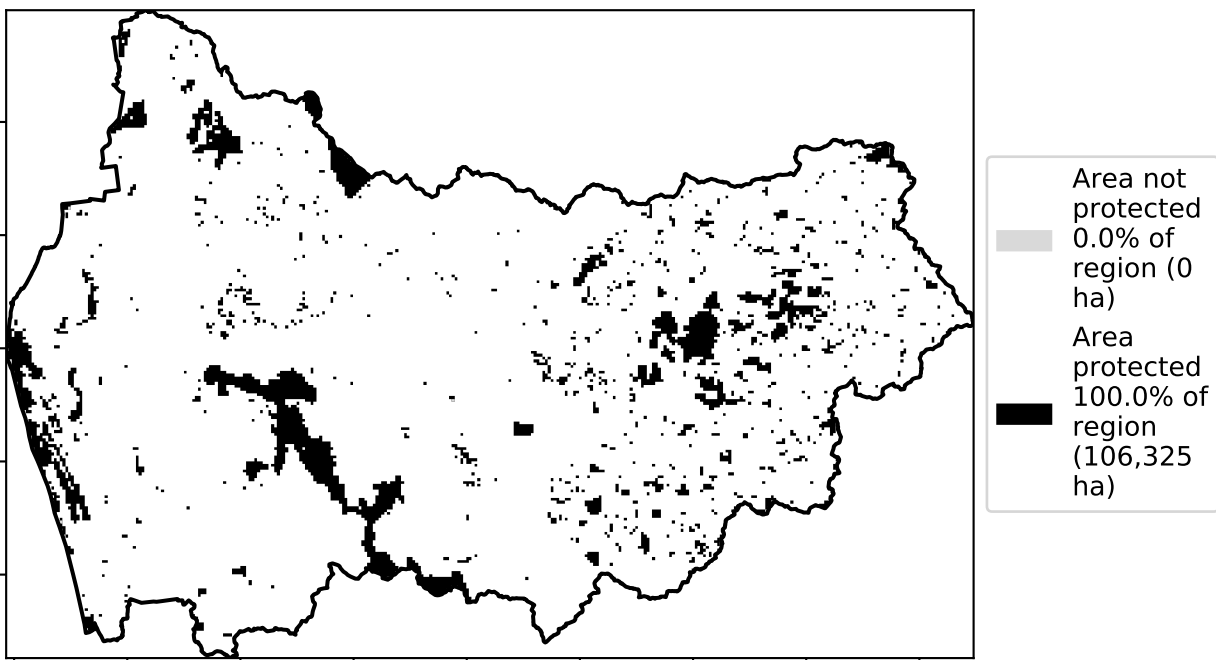 Area not
protected
0.0% of
region (0
ha)
Area
protected
100.0% of
region
(106,325
ha)